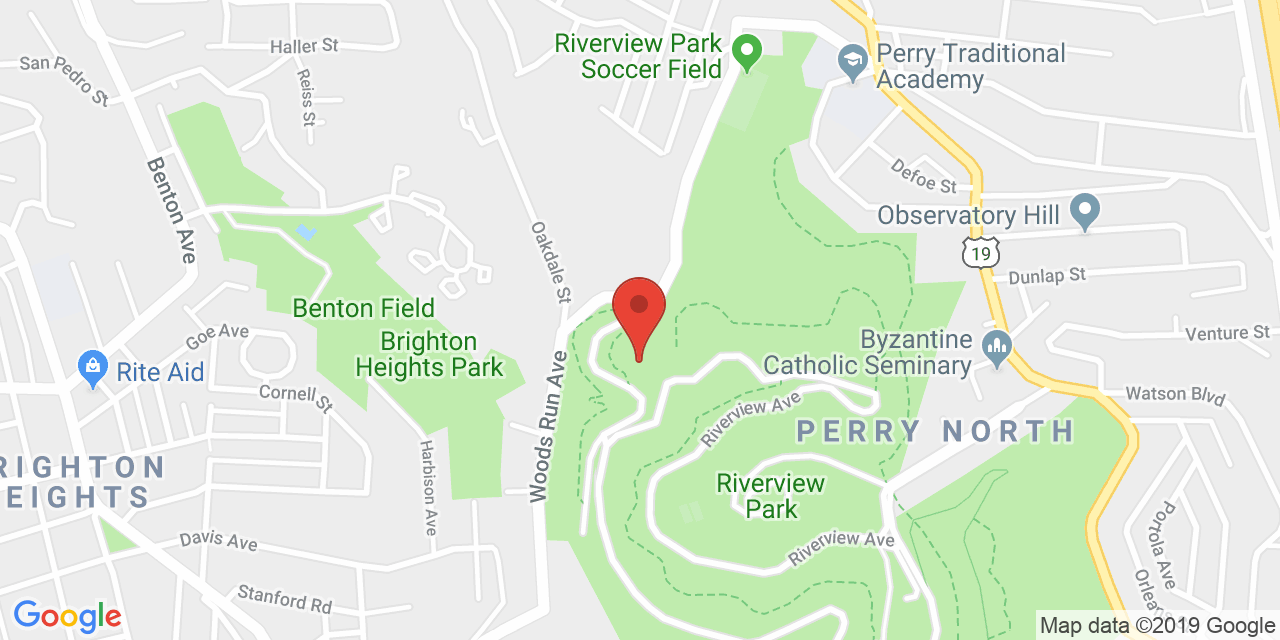 Haller St
San Pedro St
Reiss St
Riverview Park
Soccer Field
Perry Traditional
Academy
Benton Ave
Defoe St
Observatory Hill
Oakdale St
19
Dunlap St
Benton Field
Goe Ave
Brighton
Heights Park
Byzantine
Catholic Seminary
Venture St
Rite Aid
Cornell St
Woods Run Ave
Riverview Ave
Watson Blvd
PERRY NORTH
RIGHTON
EIGHTS
Harbison Ave
Riverview
Park
Portola Ave
Davis Ave
Riverview Ave
Stanford Rd
Orleane
Google
Map data ©2019 Google